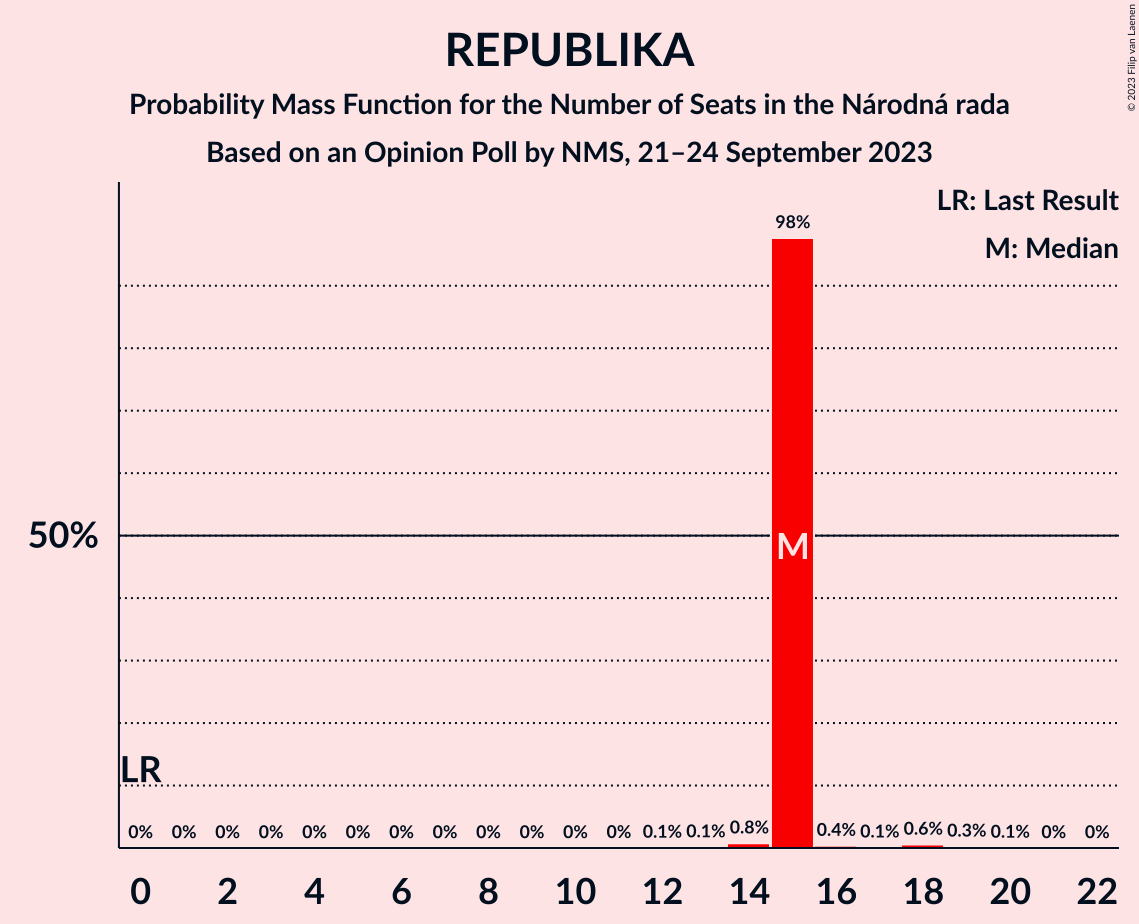 REPUBLIKA
Probability Mass Function for the Number of Seats in the Národná rada
Based on an Opinion Poll by NMS, 21–24 September 2023
© 2023 Filip van Laenen
LR: Last Result
M: Median
98%
50%
M
LR
0% 0% 0% 0% 0% 0% 0% 0% 0% 0% 0% 0% 0.1% 0.1% 0.8% 0.4% 0.1% 0.6% 0.3% 0.1% 0% 0%
0 2 4 6 8 10 12 14 16 18 20 22